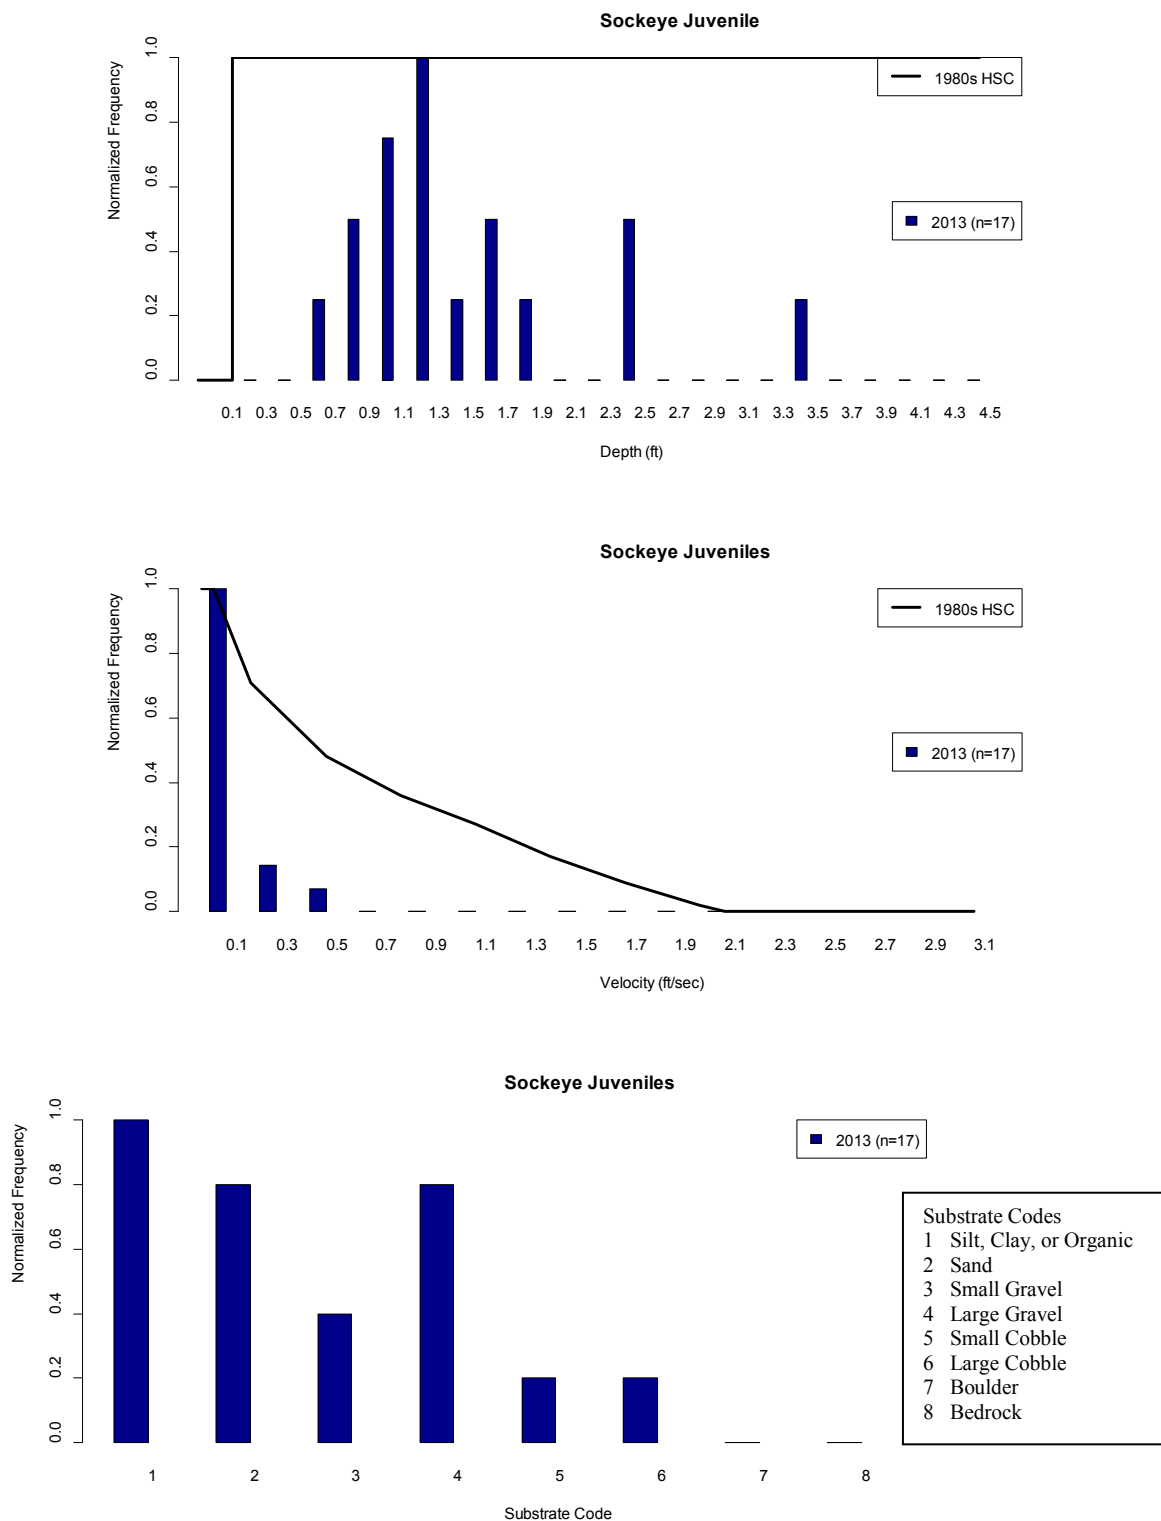 Sockeye Juvenile
Normalized Frequency
1.0
0.8
0.6
0.4
0.2
0.0
1980s HSC
2013 (n=17)
0.1 0.3 0.5 0.7 0.9 1.1 1.3 1.5 1.7 1.9 2.1 2.3 2.5 2.7 2.9 3.1 3.3 3.5 3.7 3.9 4.1 4.3 4.5
Depth (ft)
Sockeye Juveniles
Normalized Frequency
1.0
0.8
0.6
0.4
0.2
0.0
1980s HSC
2013 (n=17)
0.1 0.3 0.5 0.7 0.9 1.1 1.3 1.5 1.7 1.9 2.1 2.3 2.5 2.7 2.9 3.1
Velocity (ft/sec)
Sockeye Juveniles
Normalized Frequency
1.0
0.8
0.6
0.4
0.2
0.0
2013 (n=17)
Substrate Codes
1 Silt, Clay, or Organic
2 Sand
3 Small Gravel
4 Large Gravel
5 Small Cobble
6 Large Cobble
7 Boulder
8 Bedrock
1 2 3 4 5 6 7 8
Substrate Code